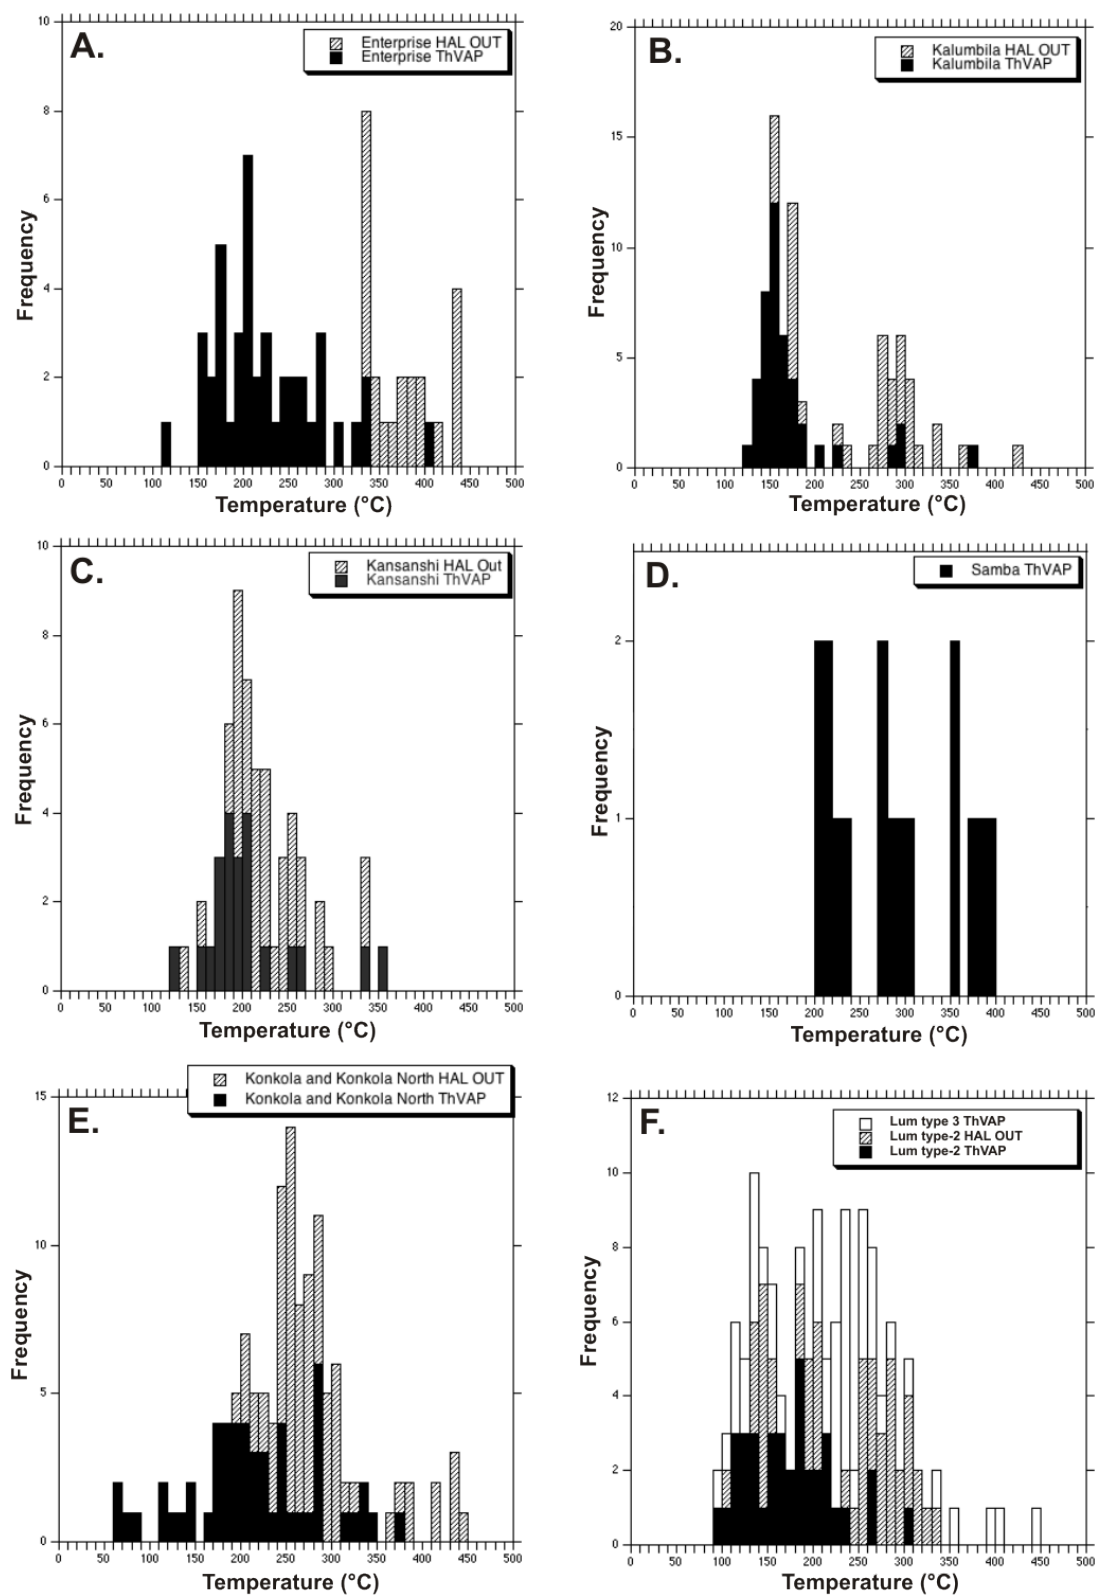 A.
Enterprise HAL OUT
Enterprise ThVAP
10
8
6
4
2
0
Frequency
0 50 100 150 200 250 300 350 400 450 500
Temperature (°C)
B.
Kalumbila HAL OUT
Kalumbila ThVAP
20
15
10
5
0
Frequency
0 50 100 150 200 250 300 350 400 450 500
Temperature (°C)
C.
Kansanshi HAL Out
Kansanshi ThVAP
10
8
6
4
2
0
Frequency
0 50 100 150 200 250 300 350 400 450 500
Temperature (°C)
D.
Samba ThVAP
2
1
0
Frequency
0 50 100 150 200 250 300 350 400 450 500
Temperature (°C)
E.
Konkola and Konkola North HAL OUT
Konkola and Konkola North ThVAP
15
10
5
0
Frequency
0 50 100 150 200 250 300 350 400 450 500
Temperature (°C)
F.
Lum type 3 ThVAP
Lum type-2 HAL OUT
Lum type-2 ThVAP
12
10
8
6
4
2
0
Frequency
0 50 100 150 200 250 300 350 400 450 500
Temperature (°C)